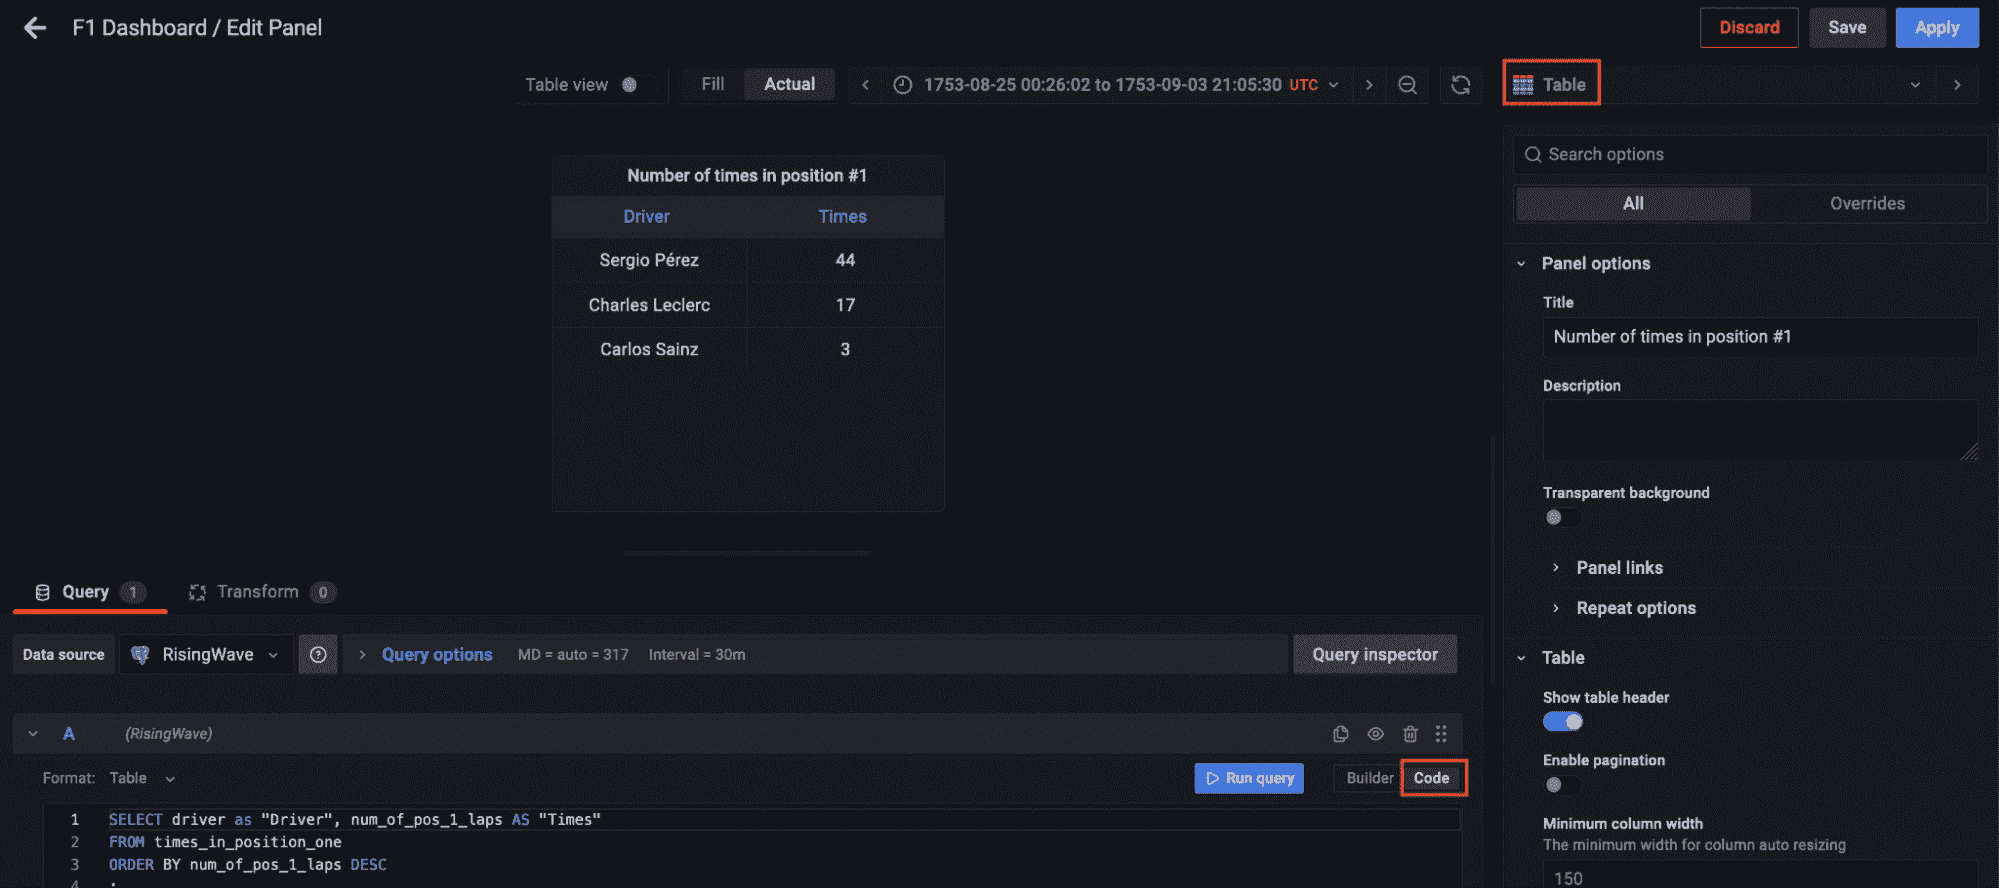 F1 Dashboard / Edit Panel
Discard
Save
Apply
Table view
Fill
Actual
1753-08-25 00:26:02 to 1753-09-03 21:05:30 UTC
Table
Search options
All
Overrides
Number of times in position #1
Driver Times
Sergio Pérez 44
Charles Leclerc 17
Carlos Sainz 3
Panel options
Title
Number of times in position #1
Description
Transparent background
Panel links
Repeat options
Table
Show table header
Enable pagination
Minimum column width
The minimum width for column auto resizing
150
Query 1
Transform 0
Data source
RisingWave
Query options
MD = auto = 317
Interval = 30m
Query inspector
A
(RisingWave)
Format: Table
Run query
Builder
Code
1 SELECT driver as "Driver", num_of_pos_1_laps AS "Times"
2 FROM times_in_position_one
3 ORDER BY num_of_pos_1_laps DESC
4 ;